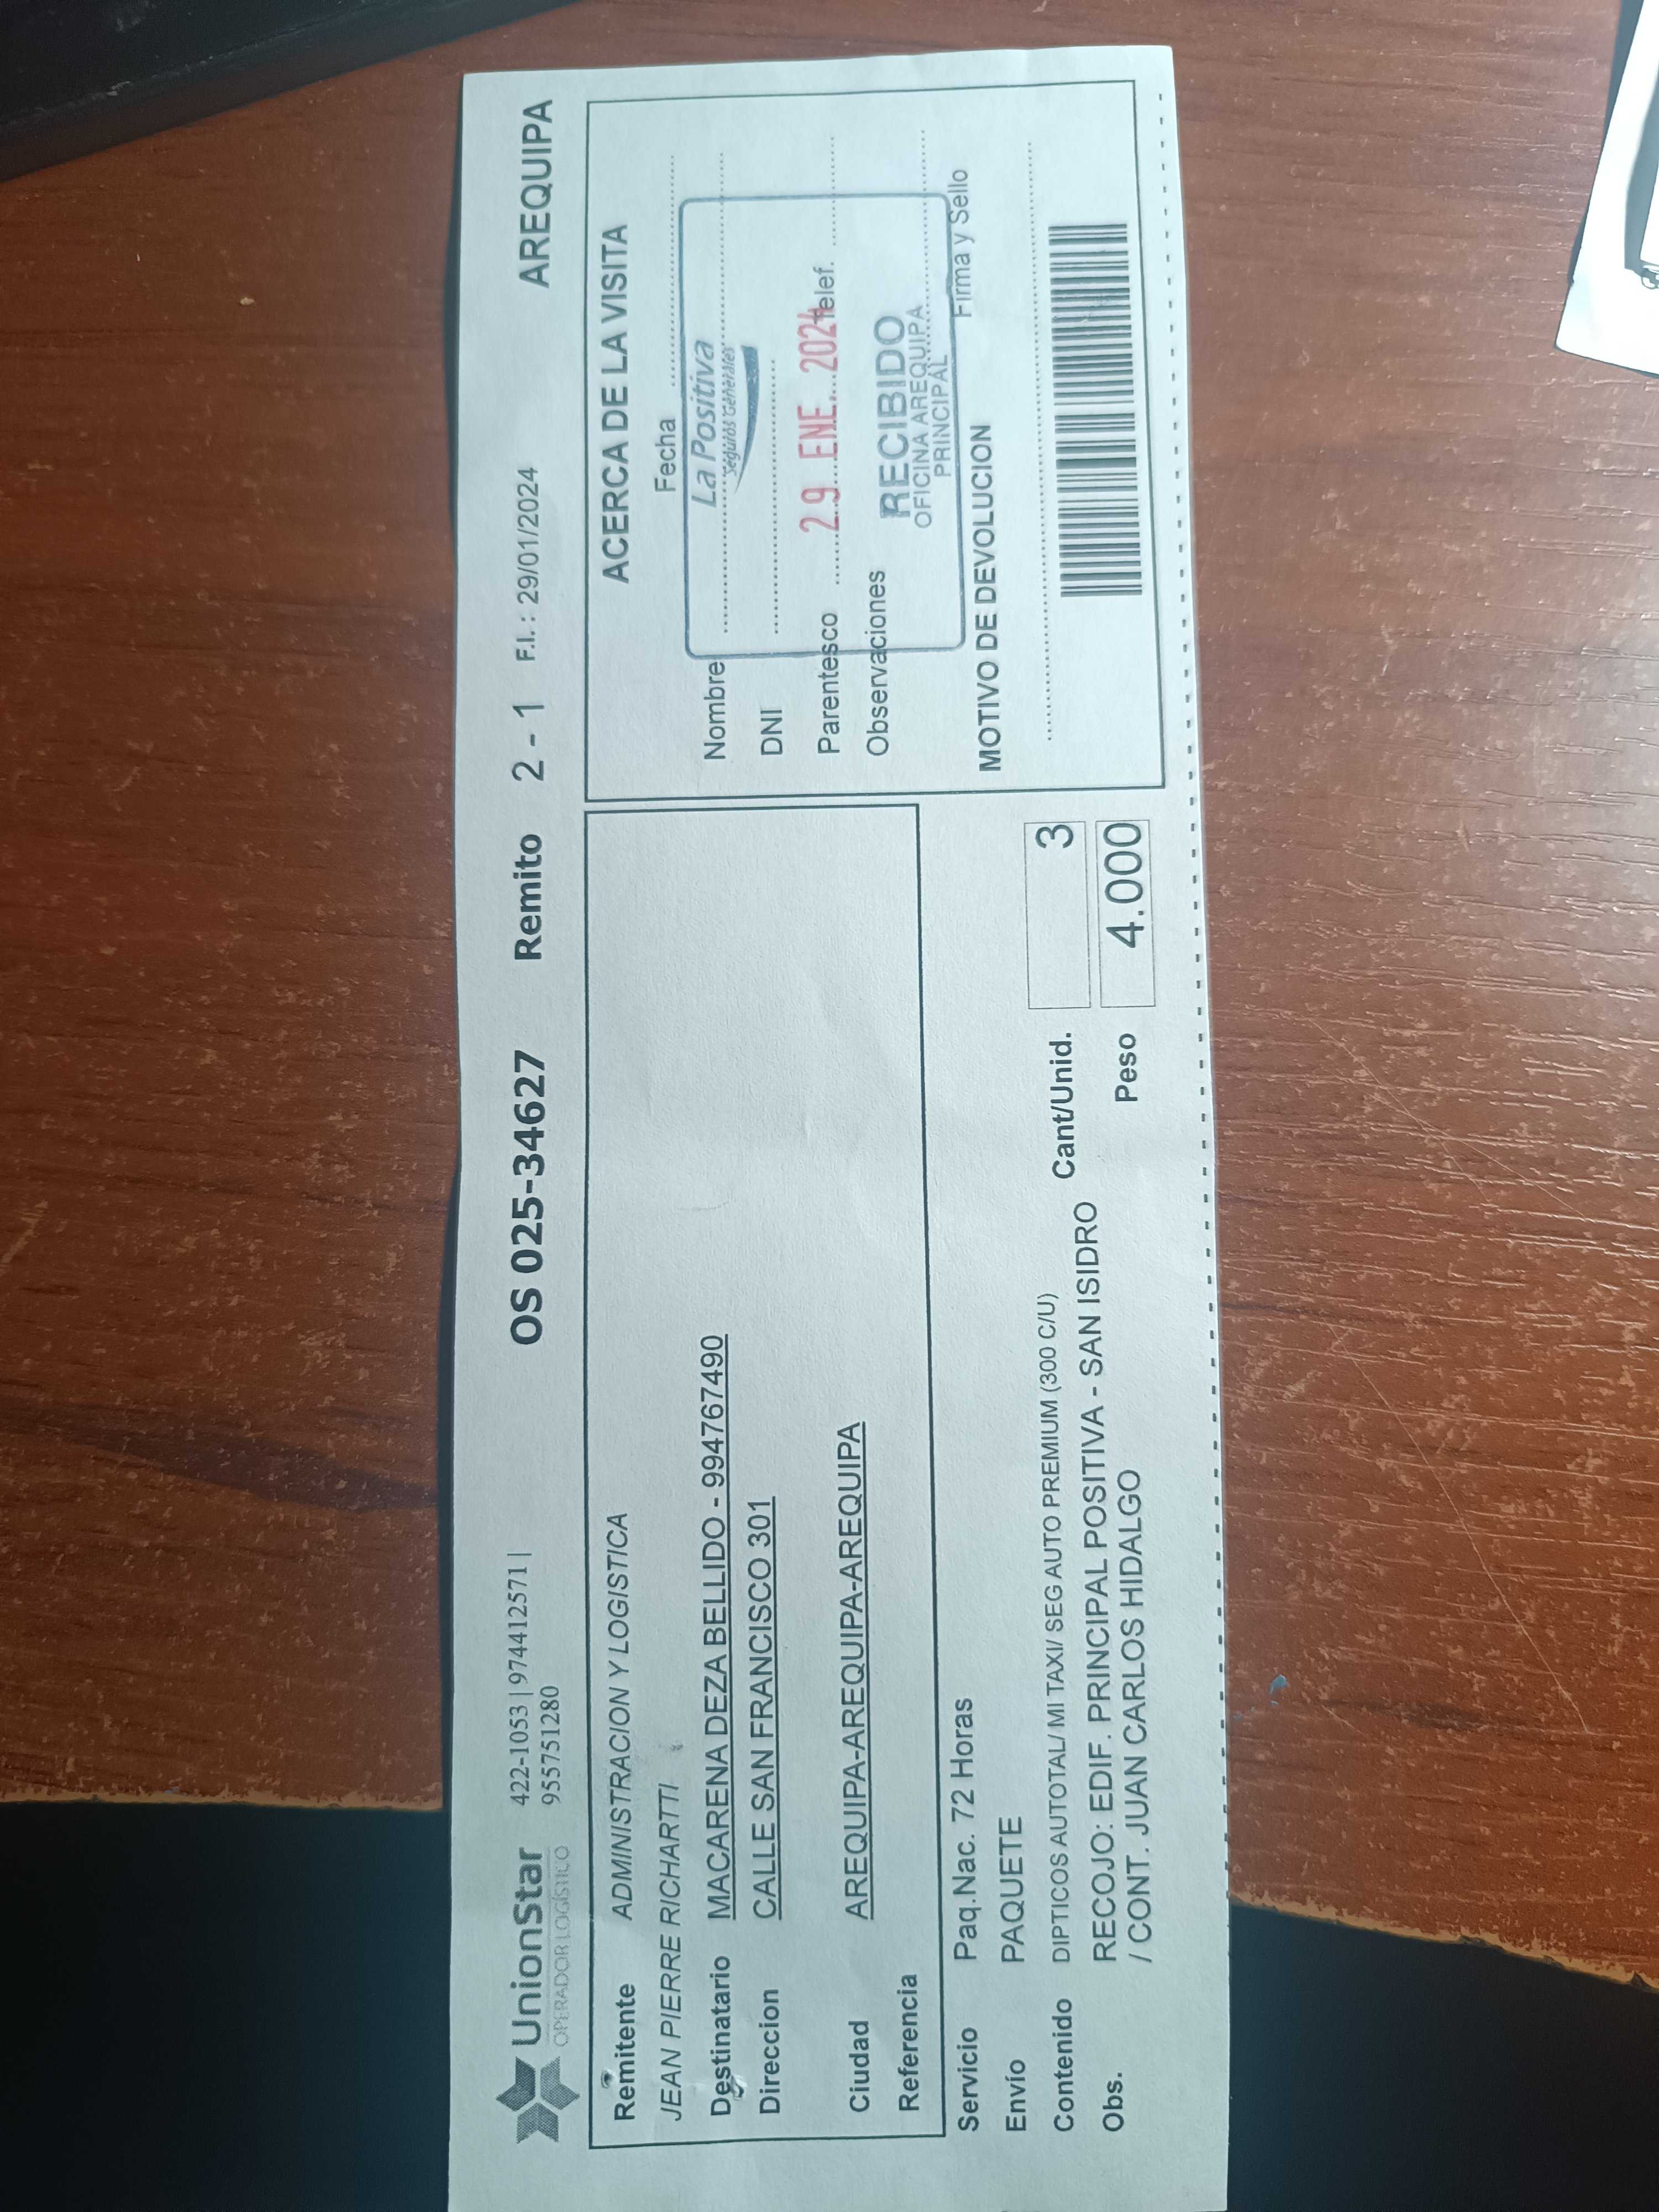 UnionStar
OPERADOR LOGÍSTICO
422-1053 | 974412571 |
955751280
OS 025-34627 Remito 2 - 1 F.I. : 29/01/2024 AREQUIPA
Remitente ADMINISTRACION Y LOGISTICA
JEAN PIERRE RICHARTTI
Destinatario MACARENA DEZA BELLIDO - 994767490
Direccion CALLE SAN FRANCISCO 301
Ciudad AREQUIPA-AREQUIPA-AREQUIPA
Referencia
Servicio Paq.Nac. 72 Horas
Envío PAQUETE
Contenido DIPTICOS AUTOTAL/ MI TAXI/ SEG AUTO PREMIUM (300 C/U)
Obs. RECOJO: EDIF. PRINCIPAL POSITIVA - SAN ISIDRO
/ CONT. JUAN CARLOS HIDALGO
Cant/Unid. 3
Peso 4.000
ACERCA DE LA VISITA
Fecha
Nombre
DNI
Parentesco Telef.
Observaciones
Firma y Sello
MOTIVO DE DEVOLUCION
La Positiva
Seguros Generales
29 ENE. 2024
RECIBIDO
OFICINA AREQUIPA
PRINCIPAL